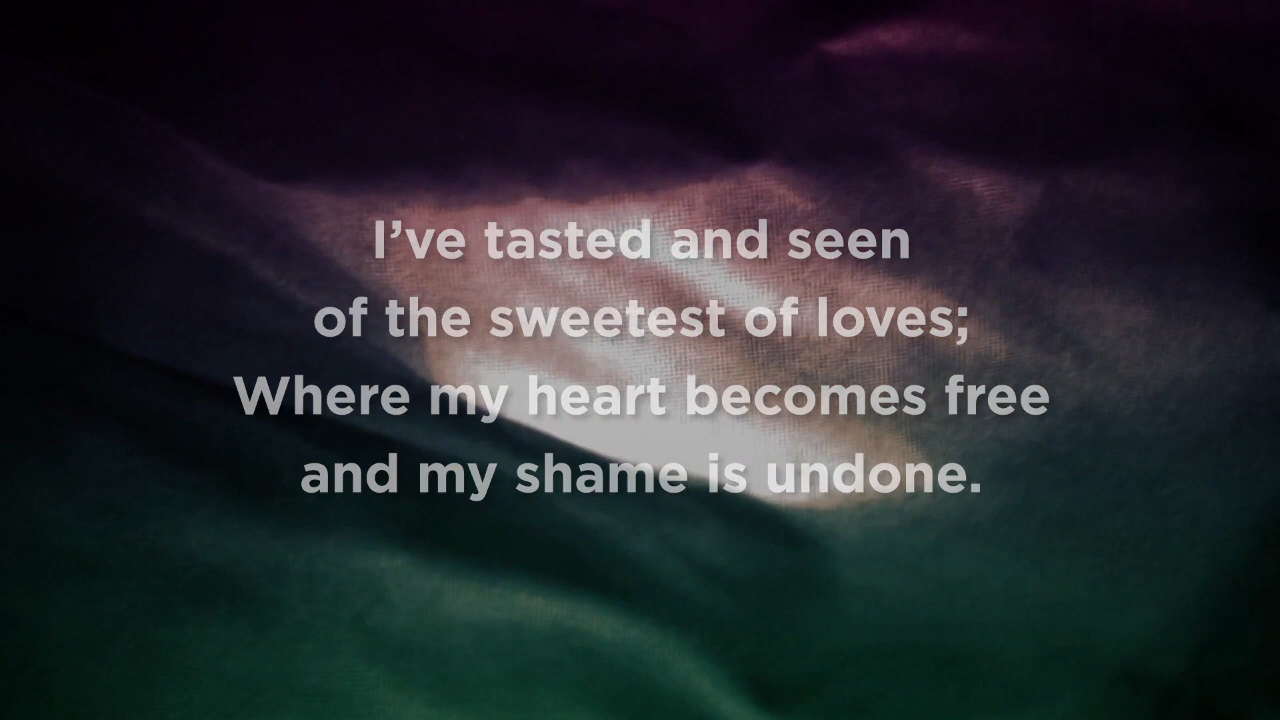 I’ve tasted and seen
of the sweetest of loves;
Where my heart becomes free
and my shame is undone.